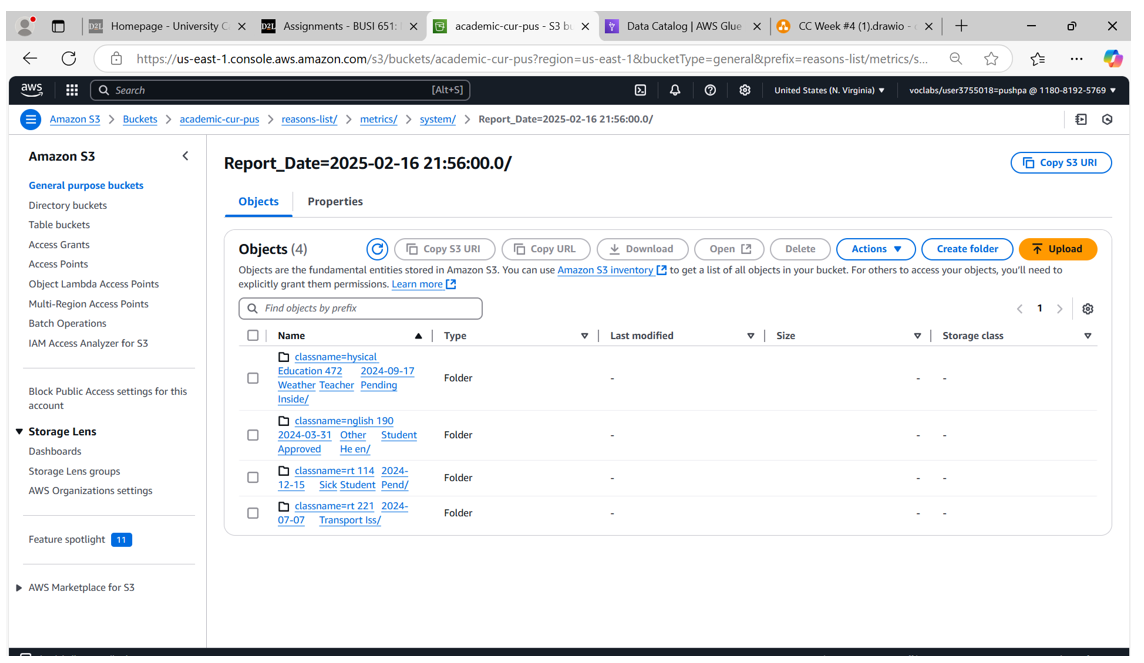 Homepage - University C
Assignments - BUSI 651:
academic-cur-pus - S3 bu
Data Catalog | AWS Glue
CC Week #4 (1).drawio -
https://us-east-1.console.aws.amazon.com/s3/buckets/academic-cur-pus?region=us-east-1&bucketType=general&prefix=reasons-list/metrics/s...
aws
Search
[Alt+S]
United States (N. Virginia)
voclabs/user3755018=pushpa @ 1180-8192-5769
Amazon S3 > Buckets > academic-cur-pus > reasons-list/ > metrics/ > system/ > Report_Date=2025-02-16 21:56:00.0/
Amazon S3
General purpose buckets
Directory buckets
Table buckets
Access Grants
Access Points
Object Lambda Access Points
Multi-Region Access Points
Batch Operations
IAM Access Analyzer for S3
Block Public Access settings for this
account
Storage Lens
Dashboards
Storage Lens groups
AWS Organizations settings
Feature spotlight 11
AWS Marketplace for S3
Report_Date=2025-02-16 21:56:00.0/
Copy S3 URI
Objects
Properties
Objects (4)
Copy S3 URI
Copy URL
Download
Open
Delete
Actions
Create folder
Upload
Objects are the fundamental entities stored in Amazon S3. You can use Amazon S3 inventory to get a list of all objects in your bucket. For others to access your objects, you'll need to
explicitly grant them permissions. Learn more
Find objects by prefix
1
Name Type Last modified Size Storage class
classname=hysical
Education 472 2024-09-17
Weather Teacher Pending
Inside/
Folder - - -
classname=nglish 190
2024-03-31 Other Student
Approved He en/
Folder - - -
classname=rt 114 2024-
12-15 Sick Student Pend/
Folder - - -
classname=rt 221 2024-
07-07 Transport Iss/
Folder - - -